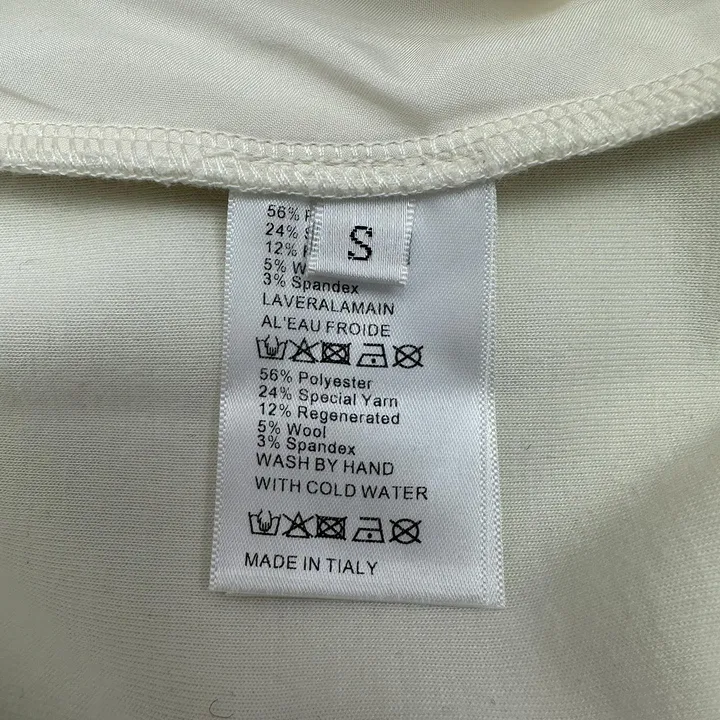 S
56%
24%
12%
5%
3% Spandex
LAVERALAMAIN
AL'EAU FROIDE
56% Polyester
24% Special Yarn
12% Regenerated
5% Wool
3% Spandex
WASH BY HAND
WITH COLD WATER
MADE IN TIALY